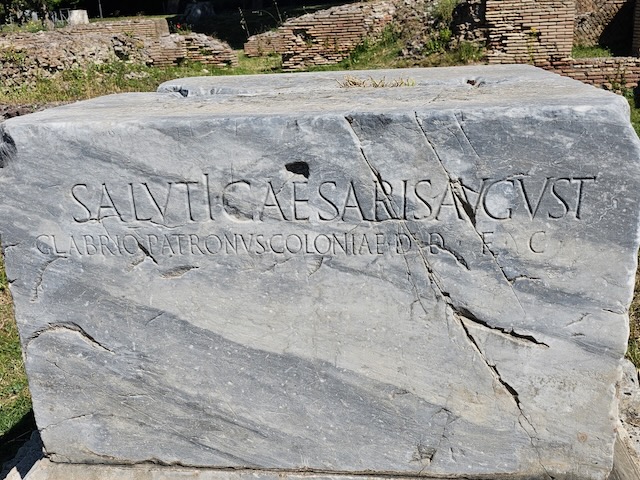 SALVTI CAESARIS AVGVST
GLABRIO PATRONVS COLONIAE D D F C